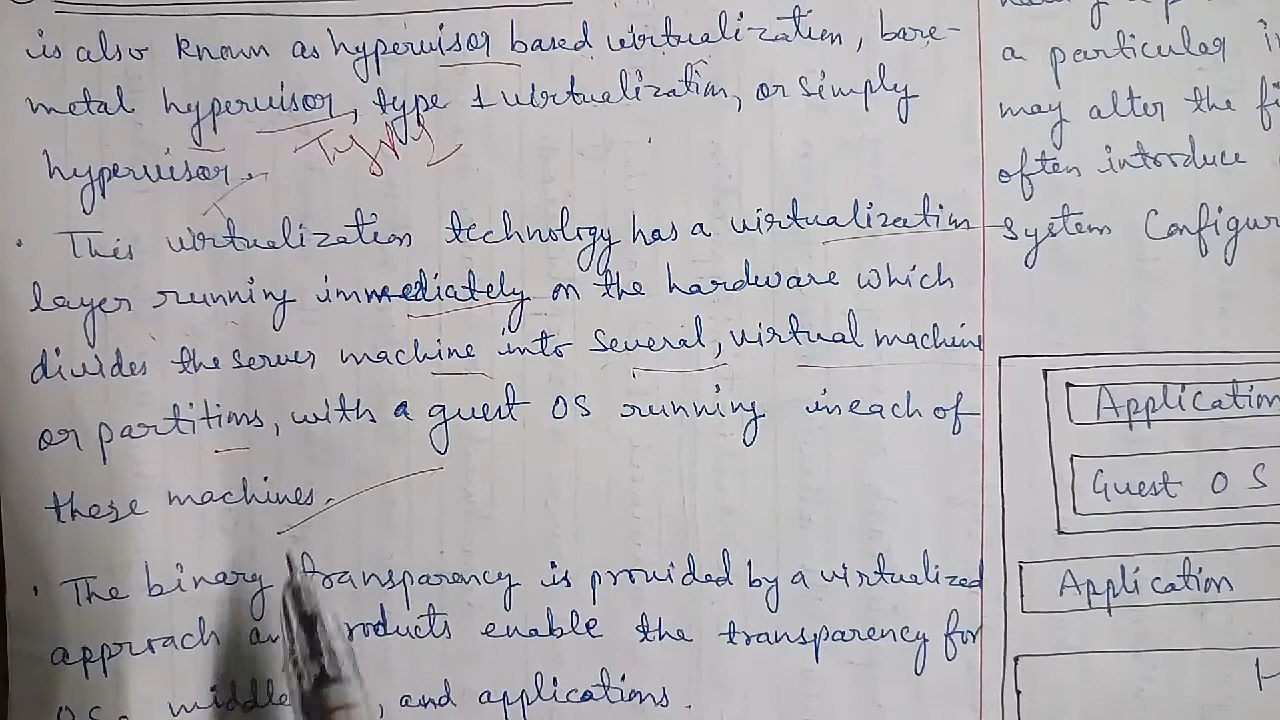 is also known as hypervisor based virtualization, bare-
metal hypervisor, type 1 virtualization, or simply
hypervisor.
• This virtualization technology has a virtualization
layer running immediately on the hardware which
divides the server machine into several, virtual machine
or partitions, with a guest OS running in each of
these machines.
• The binary transparency is provided by a virtualized
approach products enable the transparency for
OS, and applications.
a particular
may alter the
often introduce
System
Application
Guest OS
Application